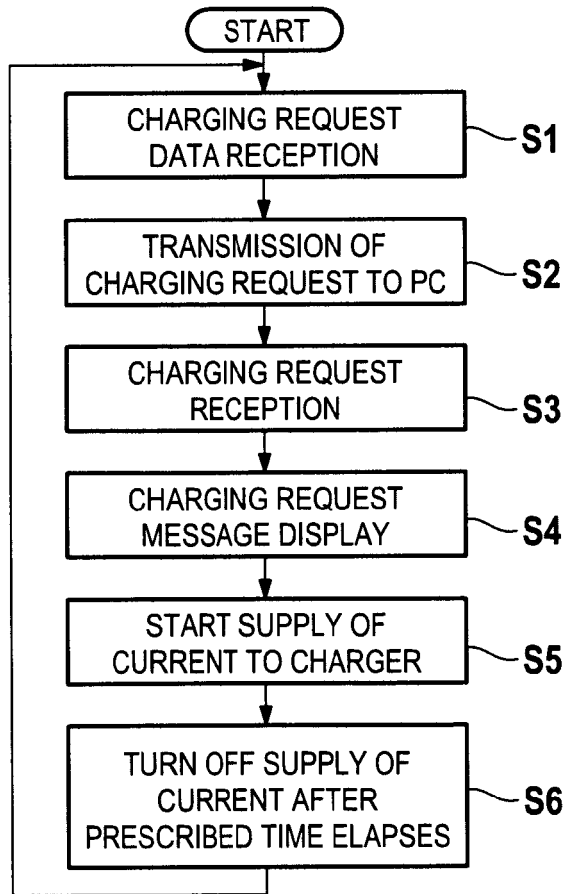 START
CHARGING REQUEST
DATA RECEPTION
S1
TRANSMISSION OF
CHARGING REQUEST TO PC
S2
CHARGING REQUEST
RECEPTION
S3
CHARGING REQUEST
MESSAGE DISPLAY
S4
START SUPPLY OF
CURRENT TO CHARGER
S5
TURN OFF SUPPLY OF
CURRENT AFTER
PRESCRIBED TIME ELAPSES
S6